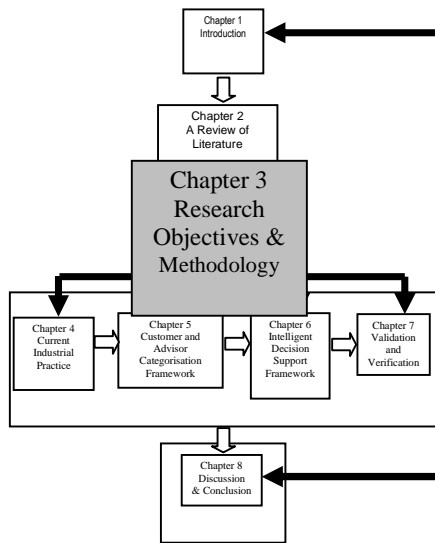 Chapter 1
Introduction
Chapter 2
A Review of
Literature
Chapter 3
Research
Objectives &
Methodology
Chapter 4
Current
Industrial
Practice
Chapter 5
Customer and
Advisor
Categorisation
Framework
Chapter 6
Intelligent
Decision
Support
Framework
Chapter 7
Validation
and
Verification
Chapter 8
Discussion
& Conclusion